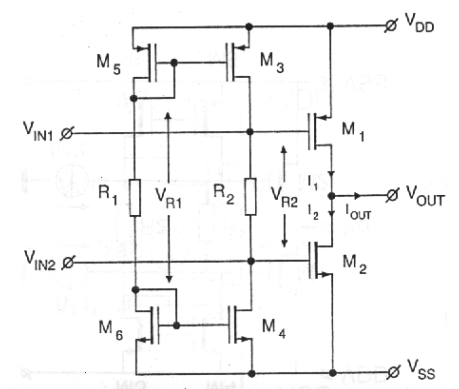 V_DD
M_5
M_3
V_IN1
M_1
R_1
V_R1
R_2
V_R2
I_1
I_2
I_OUT
V_OUT
V_IN2
M_2
M_6
M_4
V_SS